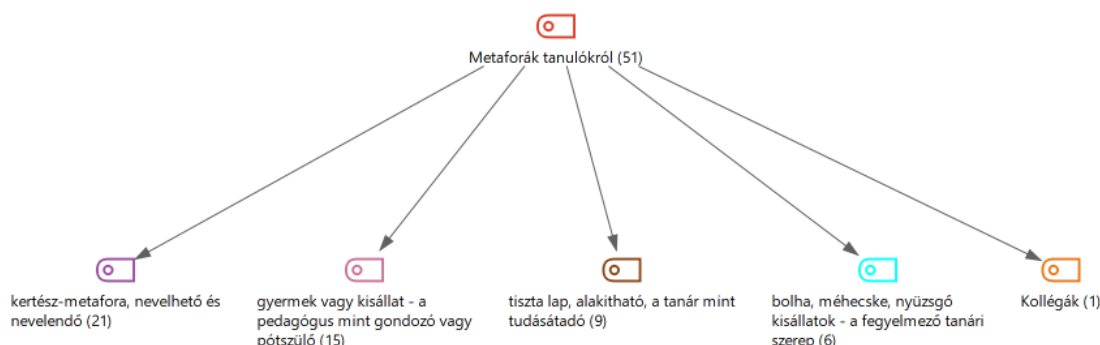 Metaforák tanulókról (51)
kertész-metafora, nevelhető és
nevelendő (21)
gyermek vagy kisállat - a
pedagógus mint gondozó vagy
pótszülő (15)
tiszta lap, alakitható, a tanár mint
tudásátadó (9)
bolha, méhecske, nyüzsgő
kisállatok - a fegyelmező tanári
szerep (6)
Kollégák (1)